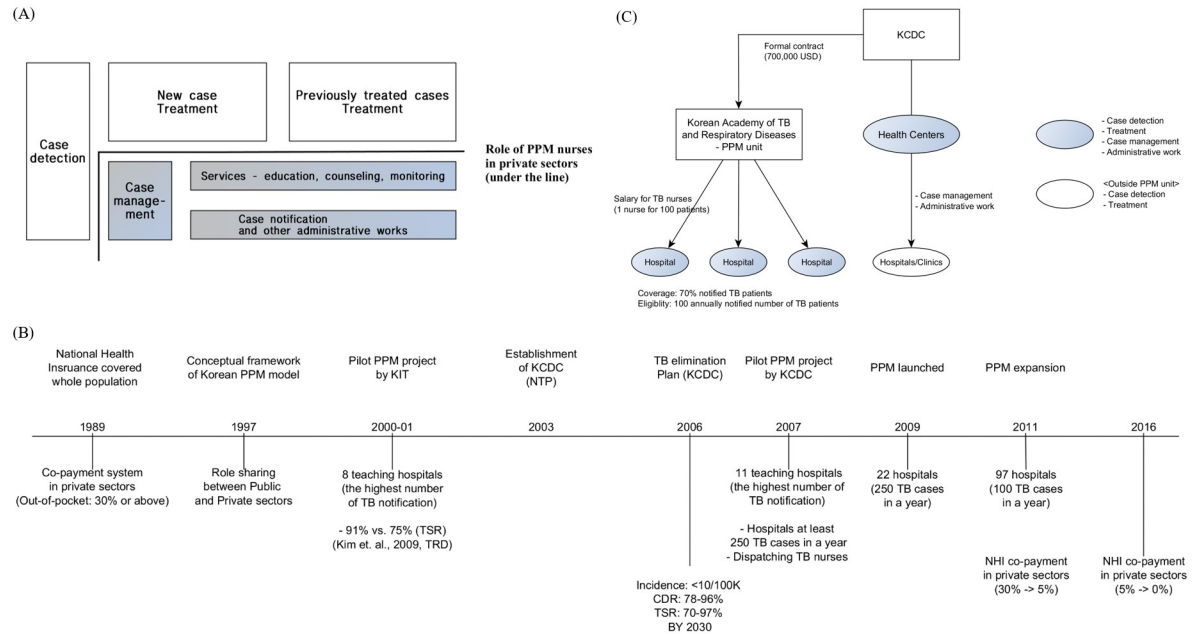 (A)
Case
detection
New case
Treatment
Previously treated cases
Treatment
Role of PPM nurses
in private sectors
(under the line)
Case
manage-
ment
Services - education, counseling, monitoring
Case notification
and other administrative works
(C)
KCDC
Formal contract
(700,000 USD)
Korean Academy of TB
and Respiratory Diseases
- PPM unit
Health Centers
- Case detection
- Treatment
- Case management
- Administrative work
<Outside PPM unit>
- Case detection
- Treatment
Salary for TB nurses
(1 nurse for 100 patients)
- Case management
- Administrative work
Hospital
Hospital
Hospital
Hospitals/Clinics
Coverage: 70% notified TB patients
Eligiblity: 100 annually notified number of TB patients
(B)
National Health
Insruance covered
whole population
1989
Co-payment system
in private sectors
(Out-of-pocket: 30% or above)
Conceptual framework
of Korean PPM model
1997
Role sharing
between Public
and Private sectors
Pilot PPM project
by KIT
2000-01
8 teaching hospitals
(the highest number
of TB notification)
- 91% vs. 75% (TSR)
(Kim et. al., 2009, TRD)
Establishment
of KCDC
(NTP)
2003
TB elimination
Plan (KCDC)
2006
Incidence: <10/100K
CDR: 78-96%
TSR: 70-97%
BY 2030
Pilot PPM project
by KCDC
2007
11 teaching hospitals
(the highest number of
TB notification)
- Hospitals at least
250 TB cases in a year
- Dispatching TB nurses
PPM launched
2009
22 hospitals
(250 TB cases
in a year)
PPM expansion
2011
97 hospitals
(100 TB cases
in a year)
NHI co-payment
in private sectors
(30% -> 5%)
2016
NHI co-payment
in private sectors
(5% -> 0%)